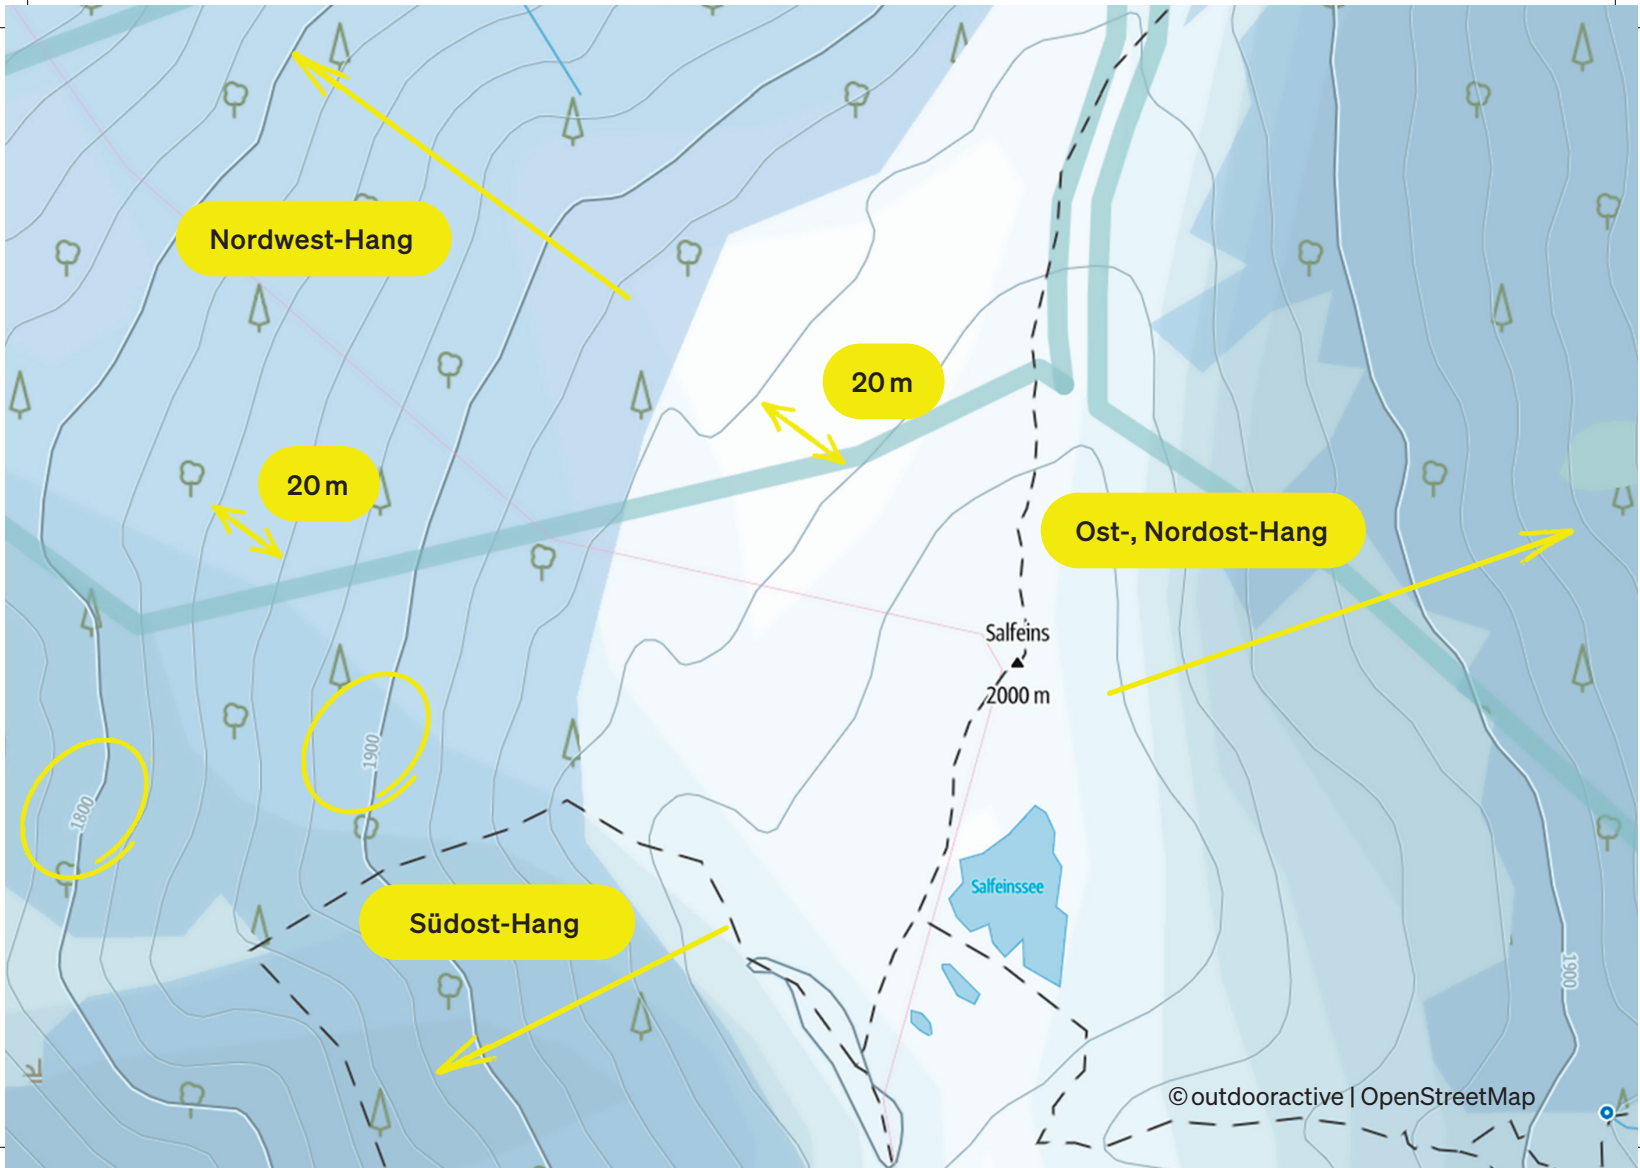 Nordwest-Hang
20 m
20 m
Ost-, Nordost-Hang
Salfeins
2000 m
1900
1800
Salfeinssee
Südost-Hang
1900
© outdooractive | OpenStreetMap